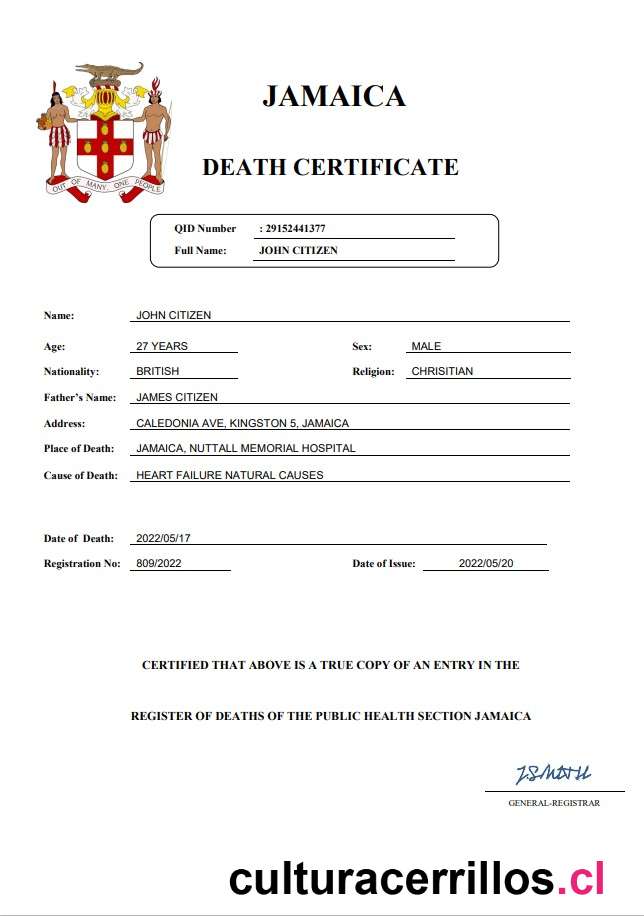 JAMAICA
DEATH CERTIFICATE
OUT OF MANY, ONE PEOPLE
QID Number : 29152441377
Full Name: JOHN CITIZEN
Name: JOHN CITIZEN
Age: 27 YEARS Sex: MALE
Nationality: BRITISH Religion: CHRISITIAN
Father's Name: JAMES CITIZEN
Address: CALEDONIA AVE, KINGSTON 5, JAMAICA
Place of Death: JAMAICA, NUTTALL MEMORIAL HOSPITAL
Cause of Death: HEART FAILURE NATURAL CAUSES
Date of Death: 2022/05/17
Registration No: 809/2022 Date of Issue: 2022/05/20
CERTIFIED THAT ABOVE IS A TRUE COPY OF AN ENTRY IN THE
REGISTER OF DEATHS OF THE PUBLIC HEALTH SECTION JAMAICA
GENERAL-REGISTRAR
culturacerrillos.cl